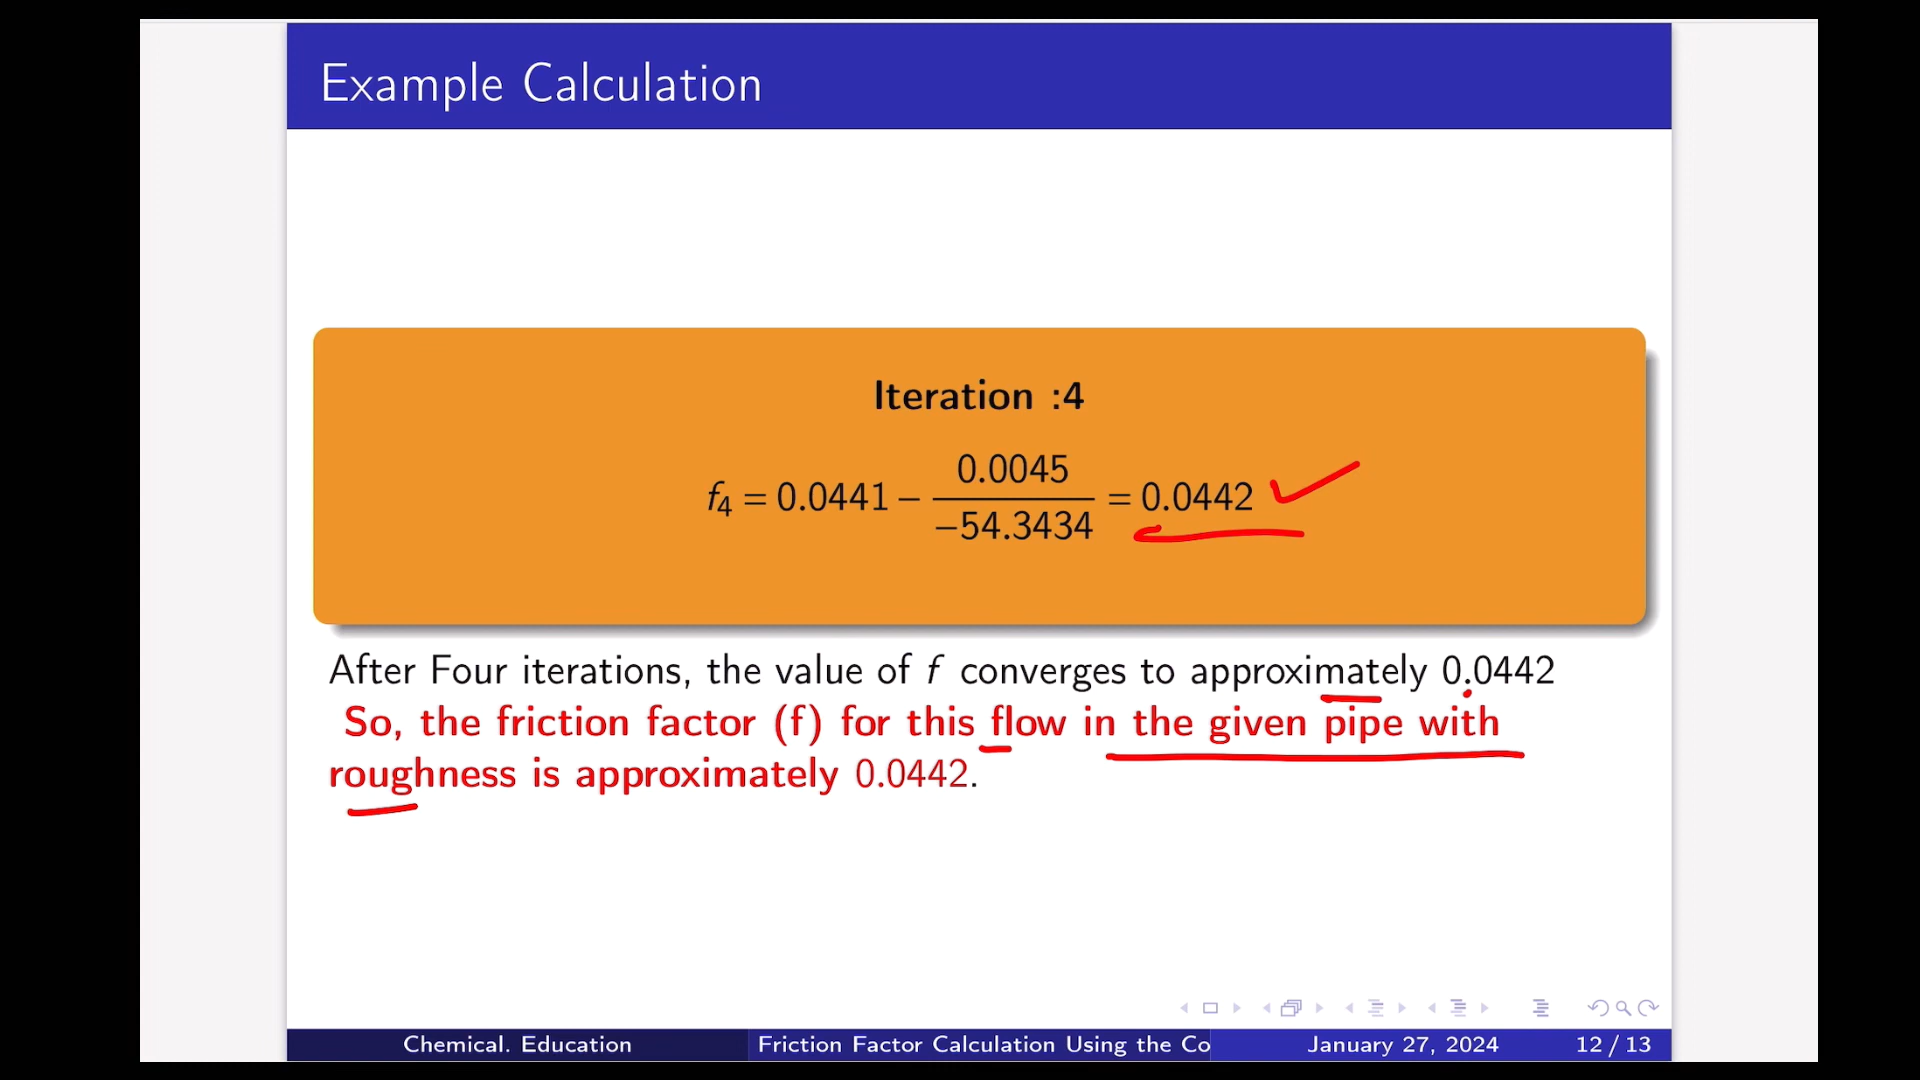 Example Calculation
Iteration :4
f₄ = 0.0441 − 0.0045 / −54.3434 = 0.0442
After Four iterations, the value of f converges to approximately 0.0442
So, the friction factor (f) for this flow in the given pipe with
roughness is approximately 0.0442.
Chemical. Education Friction Factor Calculation Using the Co January 27, 2024 12 / 13